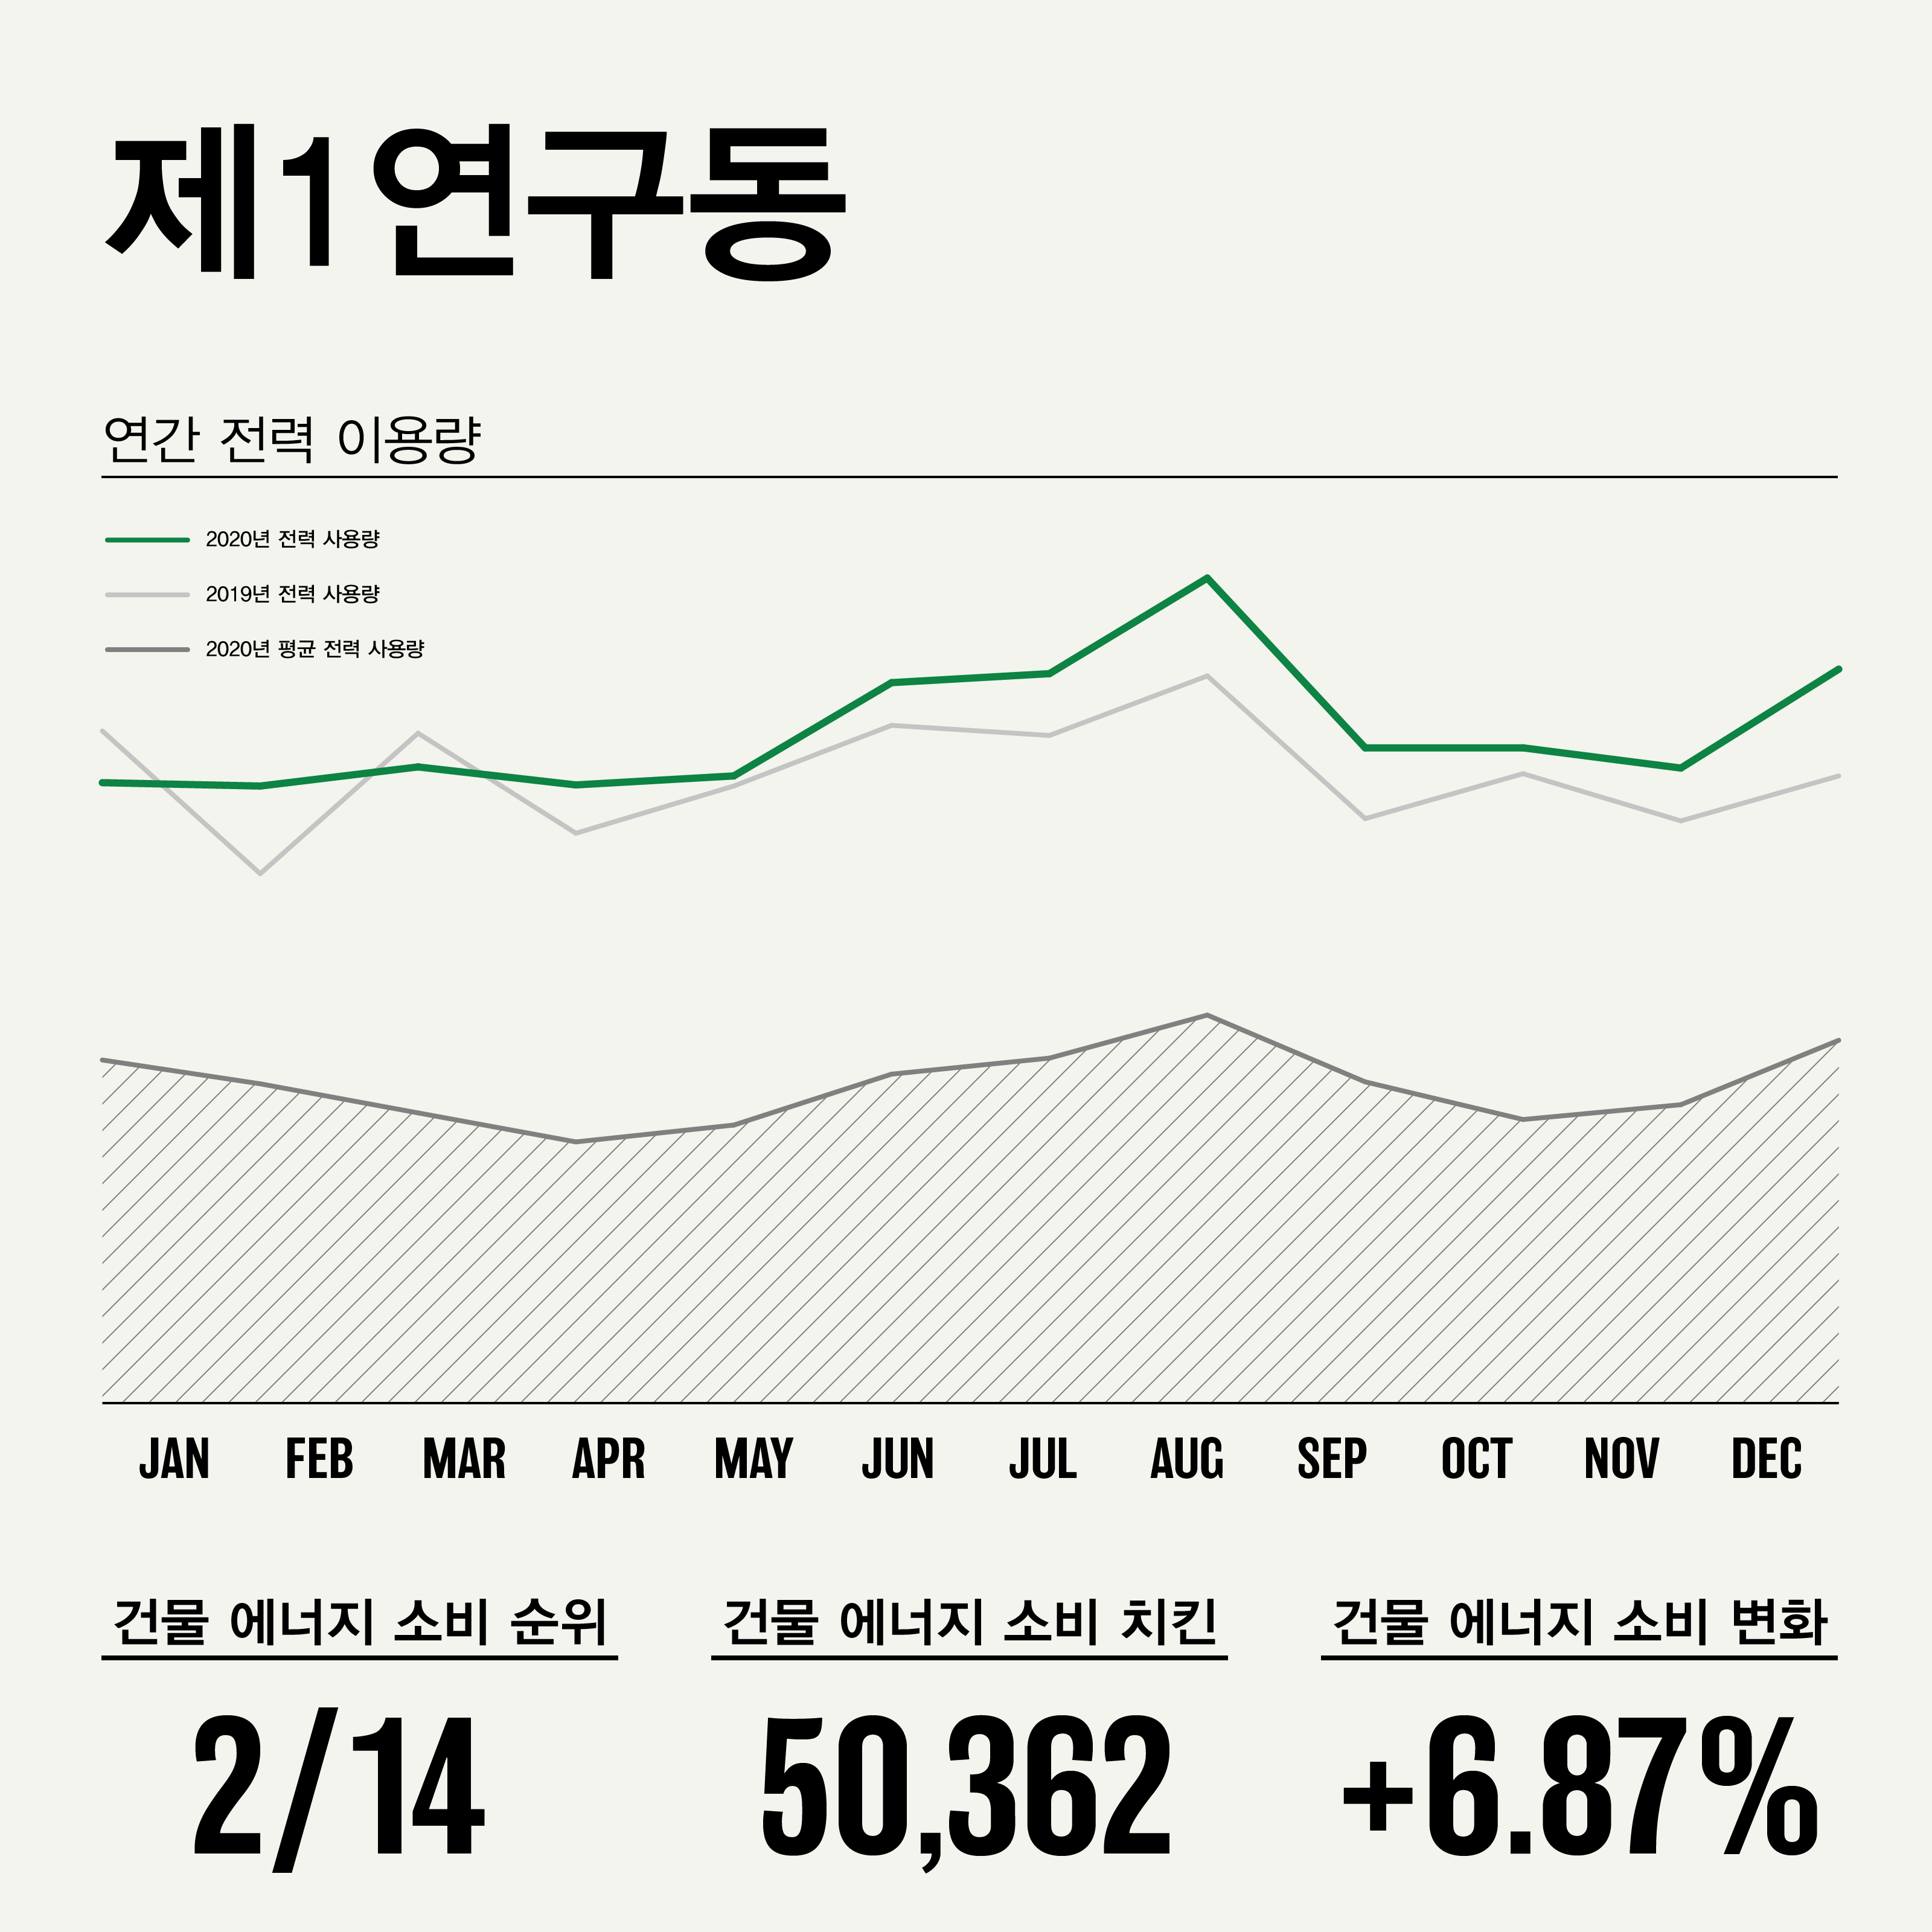 제1연구동
연간 전력 이용량
2020년 전력 사용량
2019년 전력 사용량
2020년 평균 전력 사용량
JAN FEB MAR APR MAY JUN JUL AUG SEP OCT NOV DEC
건물 에너지 소비 순위 건물 에너지 소비 치킨 건물 에너지 소비 변화
2/14 50,362 +6.87%